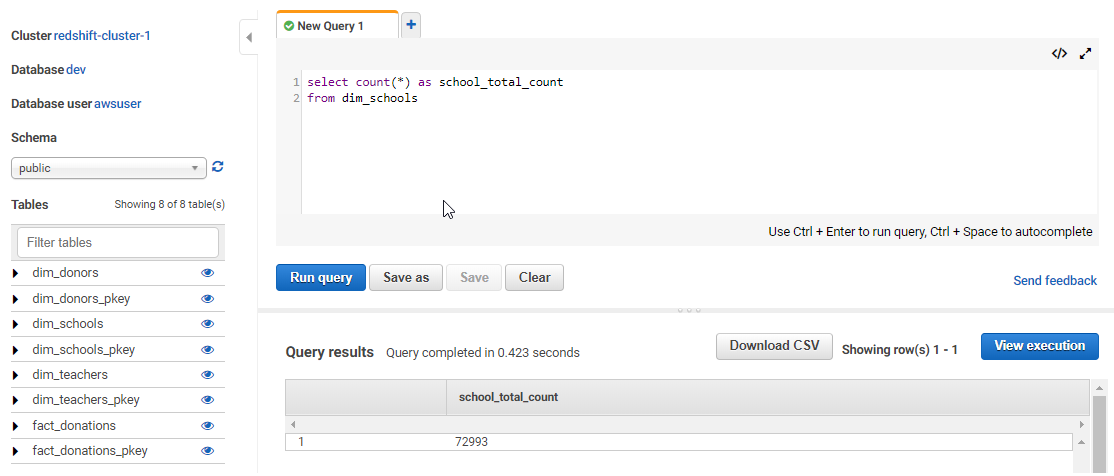 Cluster redshift-cluster-1
Database dev
Database user awsuser
Schema
public
Tables Showing 8 of 8 table(s)
Filter tables
dim_donors
dim_donors_pkey
dim_schools
dim_schools_pkey
dim_teachers
dim_teachers_pkey
fact_donations
fact_donations_pkey
New Query 1 +
</>
1 select count(*) as school_total_count
2 from dim_schools
Use Ctrl + Enter to run query, Ctrl + Space to autocomplete
Run query Save as Save Clear Send feedback
Query results Query completed in 0.423 seconds Download CSV Showing row(s) 1 - 1 View execution
school_total_count
1 72993